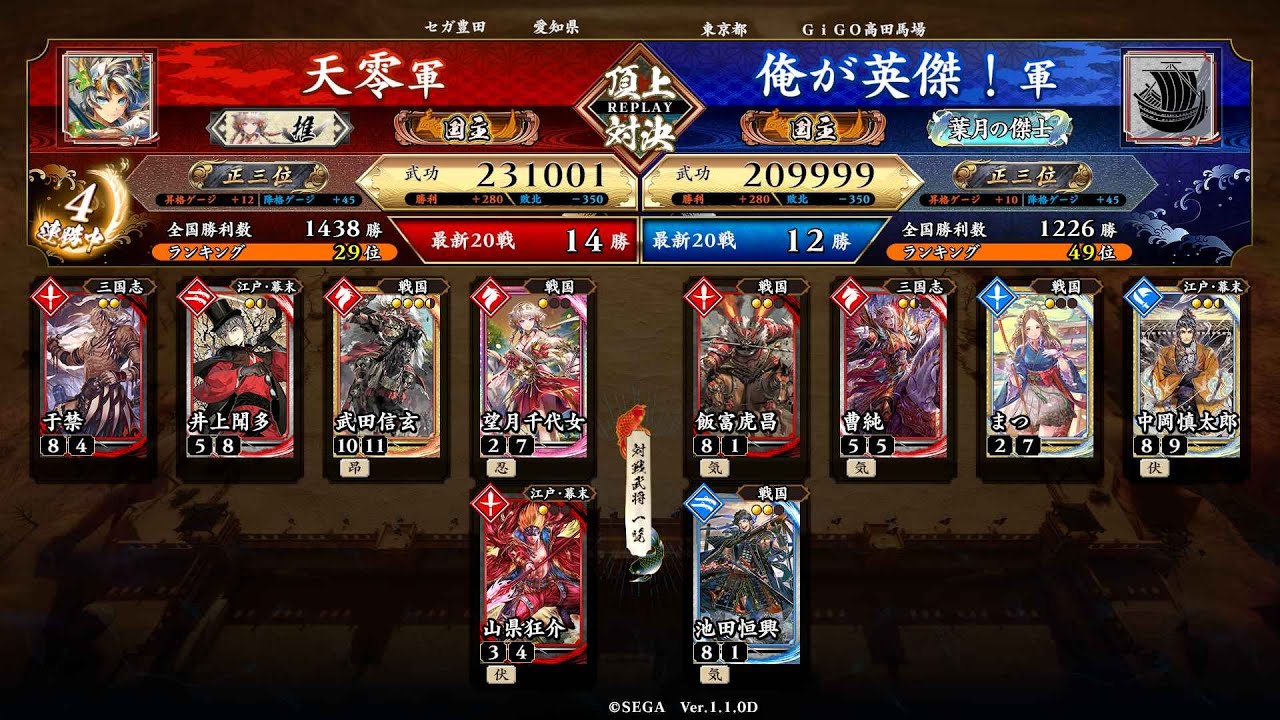 セガ豊田 愛知県 東京都 GiGO高田馬場
天零軍
頂上
REPLAY
対決
俺が英傑!軍
推 国主
国主 葉月の傑士
4
連勝中
正三位
昇格ゲージ +12 降格ゲージ +45
武功 231001
勝利 +280 敗北 -350
武功 209999
勝利 +280 敗北 -350
正三位
昇格ゲージ +10 降格ゲージ +45
全国勝利数 1438勝
ランキング 29位
最新20戦 14勝
最新20戦 12勝
全国勝利数 1226勝
ランキング 49位
三国志 江戸・幕末 戦国 戦国 戦国 三国志 戦国 江戸・幕末
于禁 井上聞多 武田信玄 望月千代女 飯富虎昌 曹純 まつ 中岡慎太郎
8 4 5 8 10 11 2 7 8 1 5 5 2 7 8 9
昴 忍 気 気 伏
対戦武将一覧
江戸・幕末 戦国
山県狂介 池田恒興
3 4 8 1
伏 気
©SEGA Ver.1.1.0D